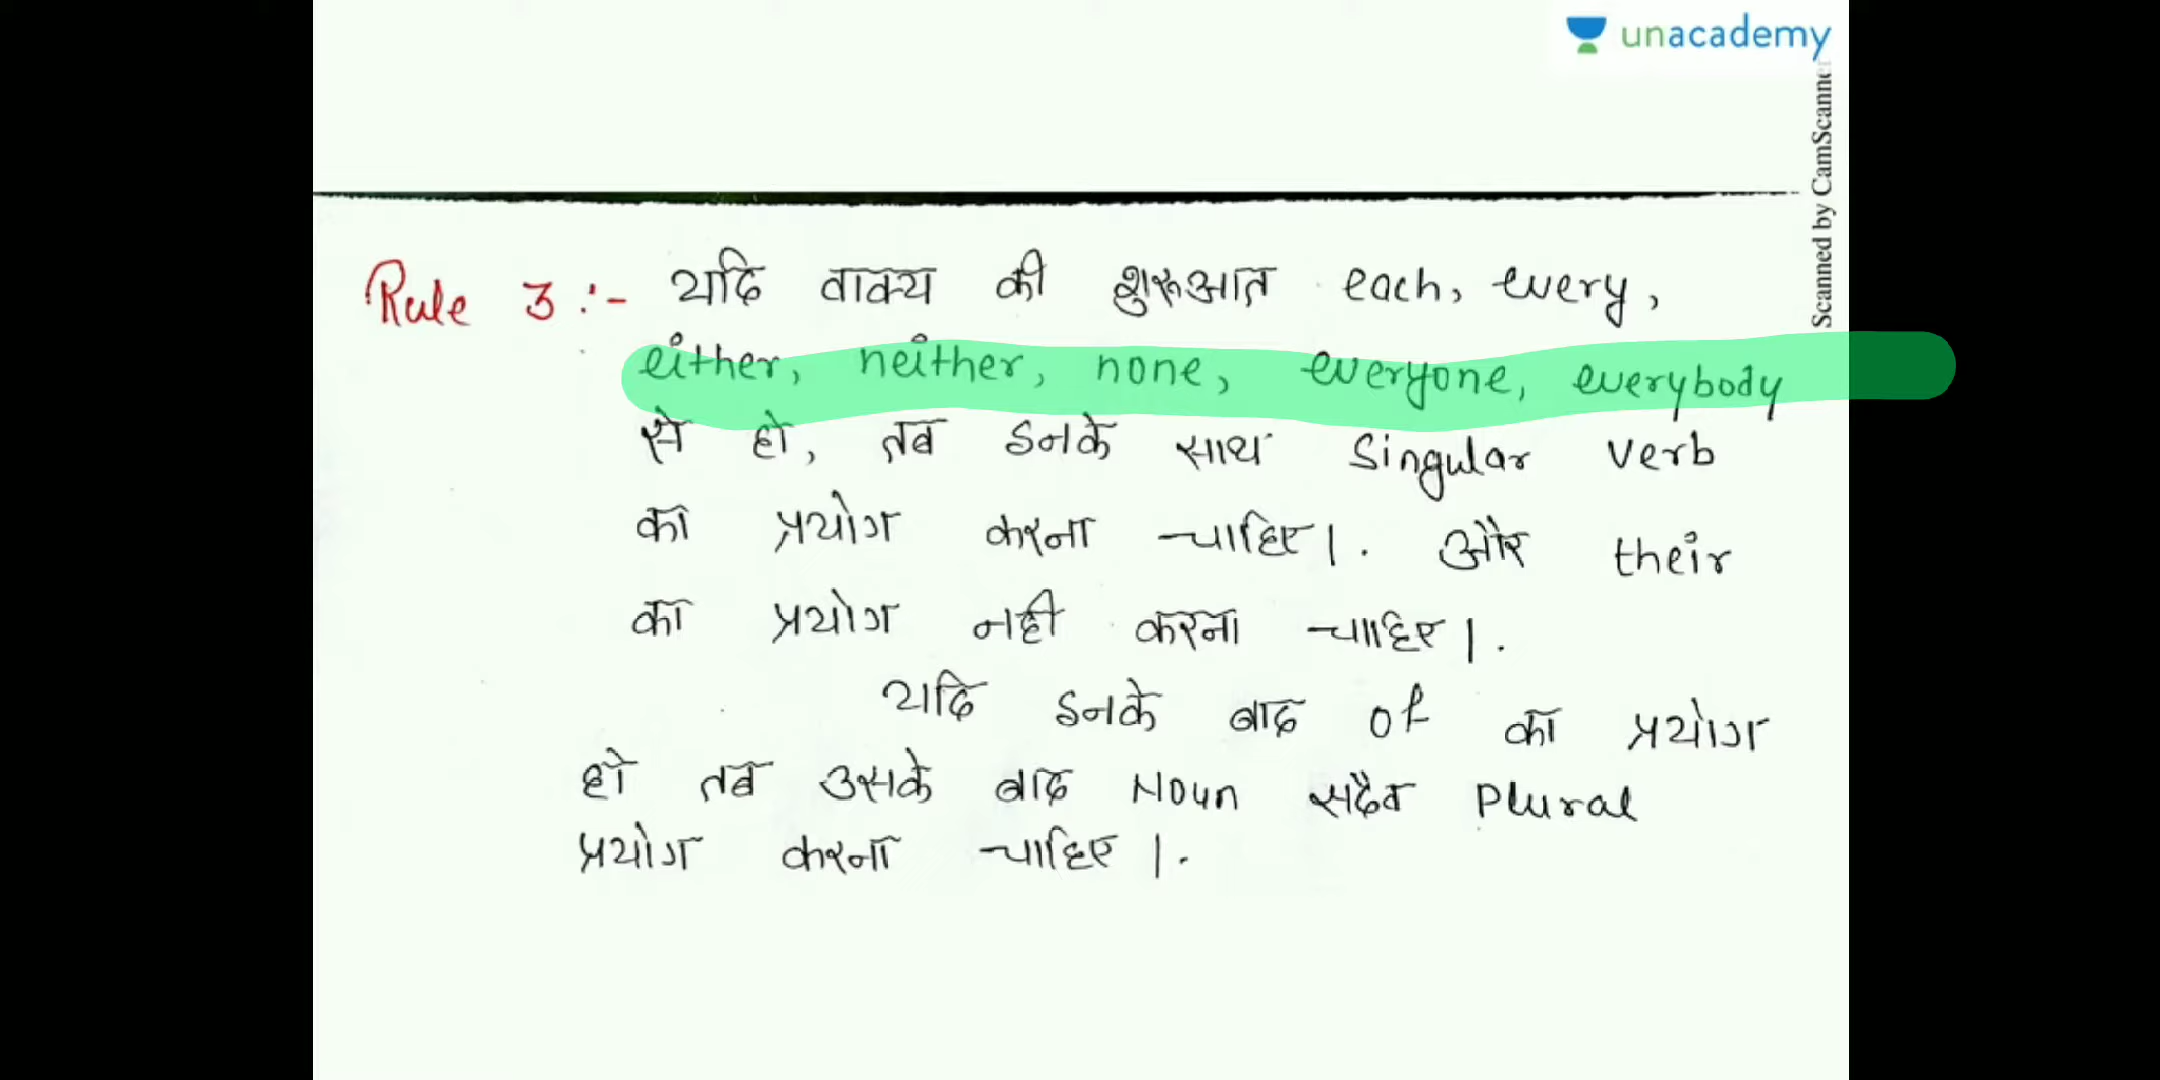 unacademy
Scanned by CamScanner
Rule 3 :- यदि वाक्य की शुरूआत each, every,
either, neither, none, everyone, everybody
से हो, तब इनके साथ Singular verb
का प्रयोग करना चाहिए।. और their
का प्रयोग नही करना चाहिए।.
यदि इनके बाद of का प्रयोग
हो तब उसके बाद Noun सदैव Plural
प्रयोग करना चाहिए।.